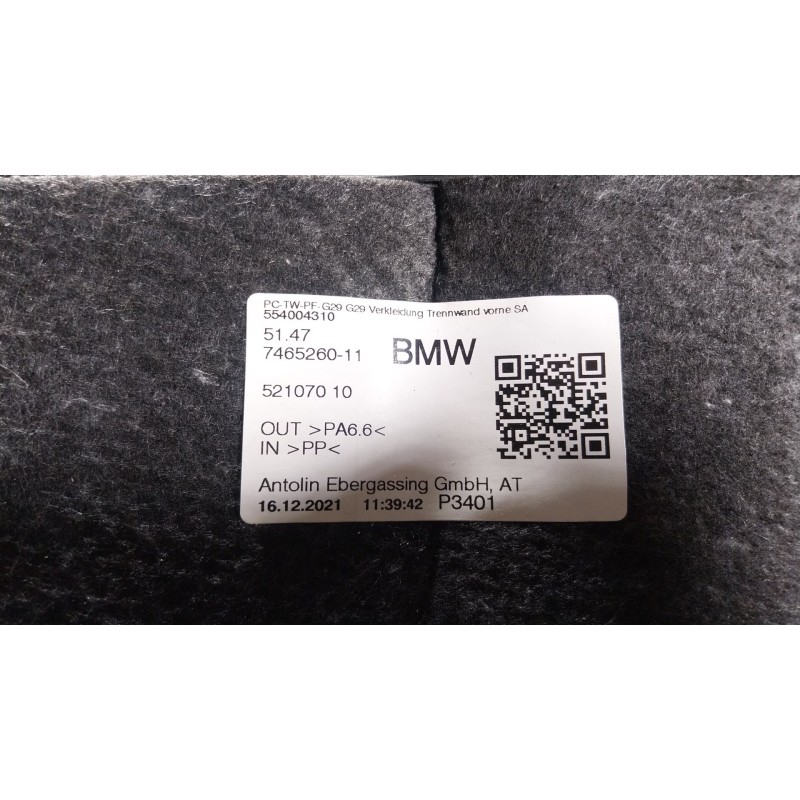 PC-TW-PF-G29 G29 Verkleidung Trennwand vorne SA
554004310
51.47
7465260-11 BMW
521070 10
OUT >PA6.6<
IN >PP<
Antolin Ebergassing GmbH, AT
16.12.2021 11:39:42 P3401